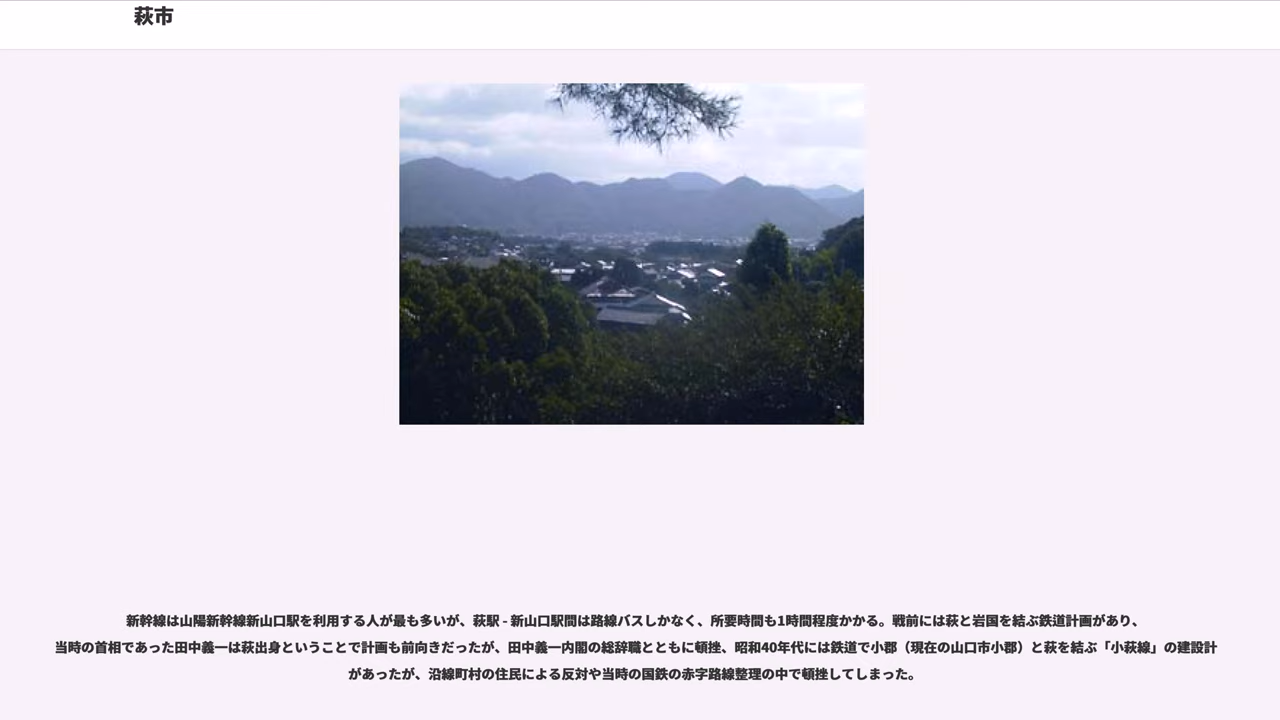 萩市
新幹線は山陽新幹線新山口駅を利用する人が最も多いが、萩駅 - 新山口駅間は路線バスしかなく、所要時間も1時間程度かかる。戦前には萩と岩国を結ぶ鉄道計画があり、
当時の首相であった田中義一は萩出身ということで計画も前向きだったが、田中義一内閣の総辞職とともに頓挫、昭和40年代には鉄道で小郡（現在の山口市小郡）と萩を結ぶ「小萩線」の建設計
があったが、沿線町村の住民による反対や当時の国鉄の赤字路線整理の中で頓挫してしまった。